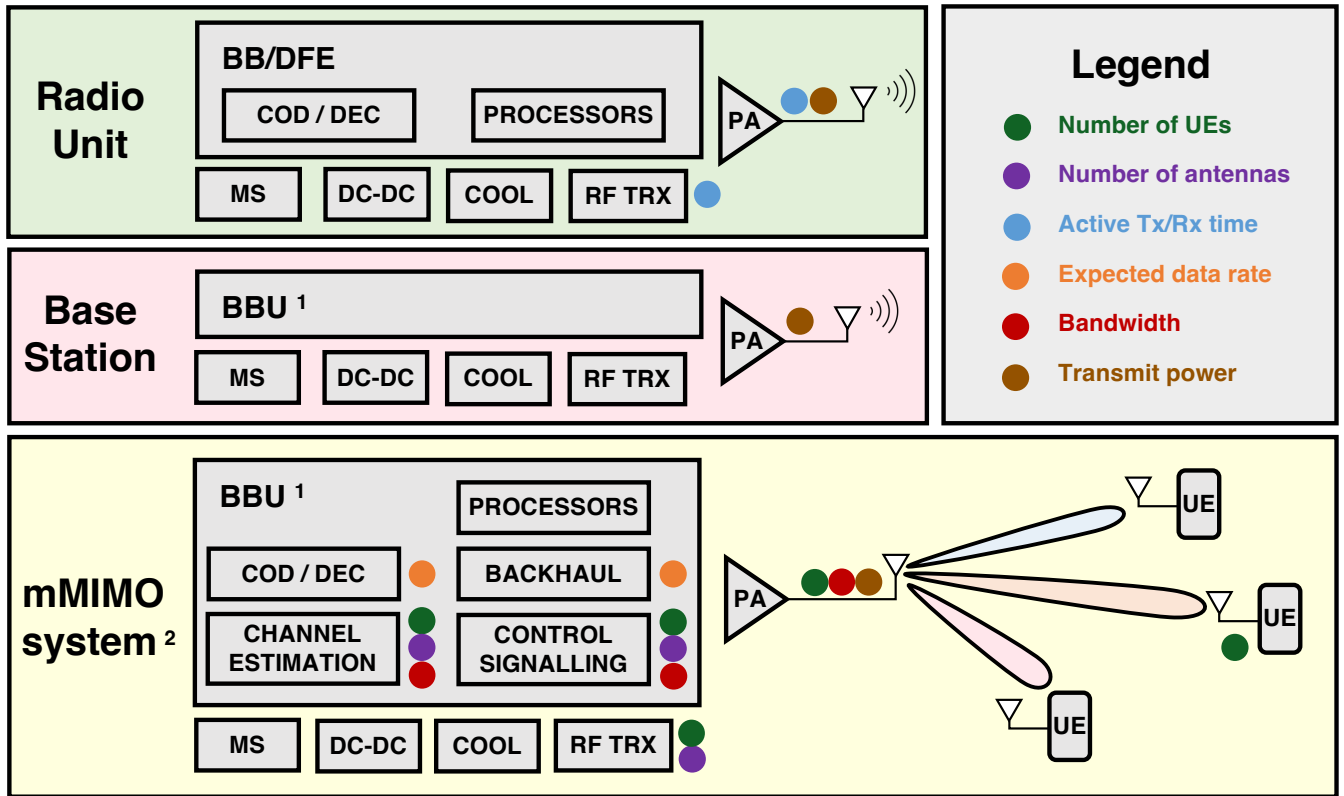 Radio
Unit
BB/DFE
COD / DEC
PROCESSORS
MS
DC-DC
COOL
RF TRX
PA
Legend
Number of UEs
Number of antennas
Active Tx/Rx time
Expected data rate
Bandwidth
Transmit power
Base
Station
BBU 1
MS
DC-DC
COOL
RF TRX
PA
mMIMO
system 2
BBU 1
PROCESSORS
COD / DEC
BACKHAUL
CHANNEL
ESTIMATION
CONTROL
SIGNALLING
MS
DC-DC
COOL
RF TRX
PA
UE
UE
UE